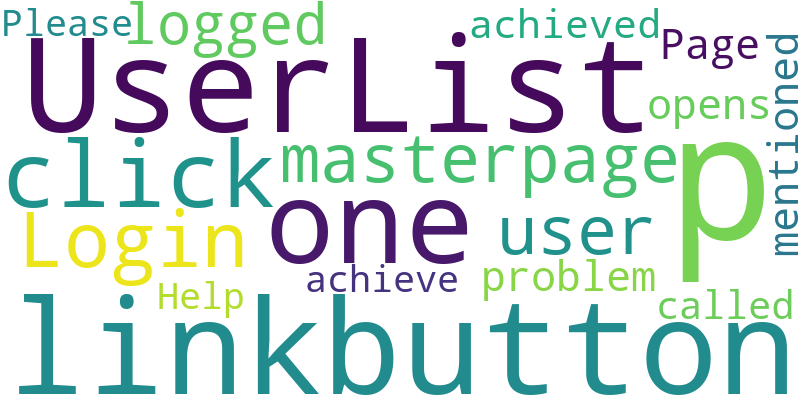 Please
logged
achieved
Page
mentioned
UserList
opens
click
masterpage
p
Login
one
user
achieve
problem
Help
called
linkbutton